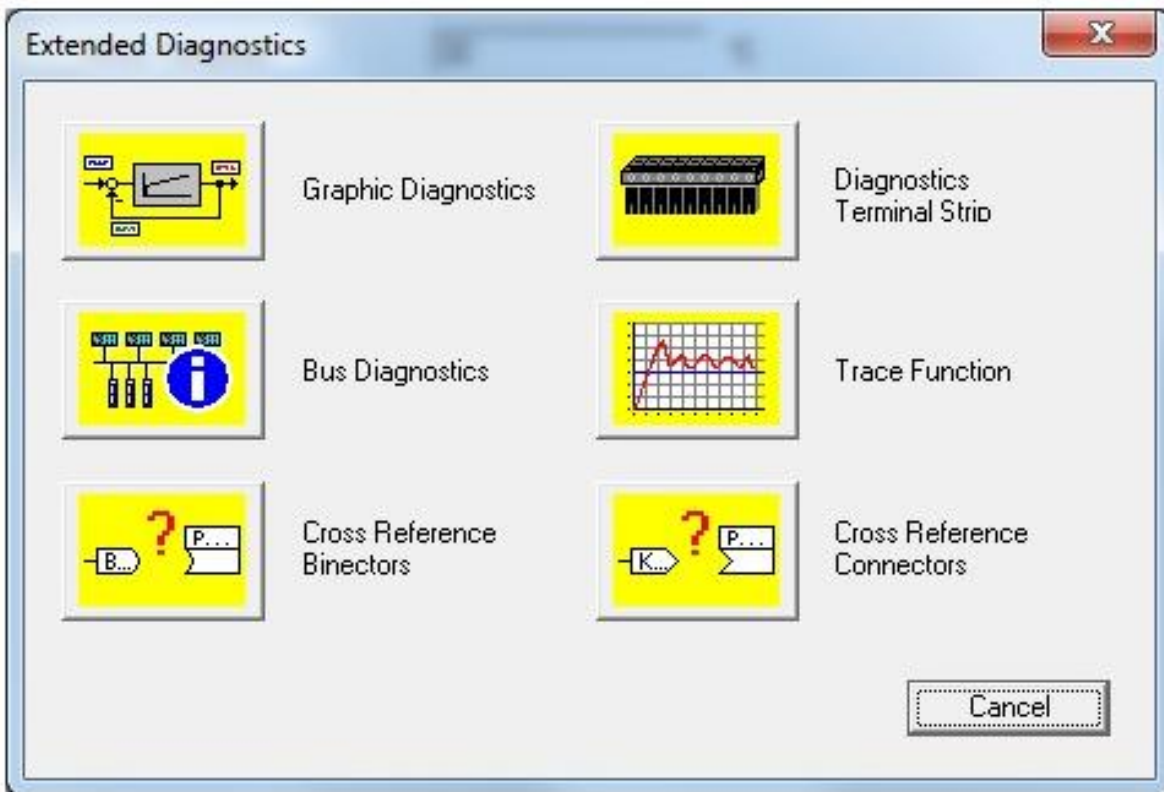 Extended Diagnostics
Graphic Diagnostics
Diagnostics
Terminal Strip
Bus Diagnostics
Trace Function
B...
P...
Cross Reference
Binectors
K...
P...
Cross Reference
Connectors
Cancel